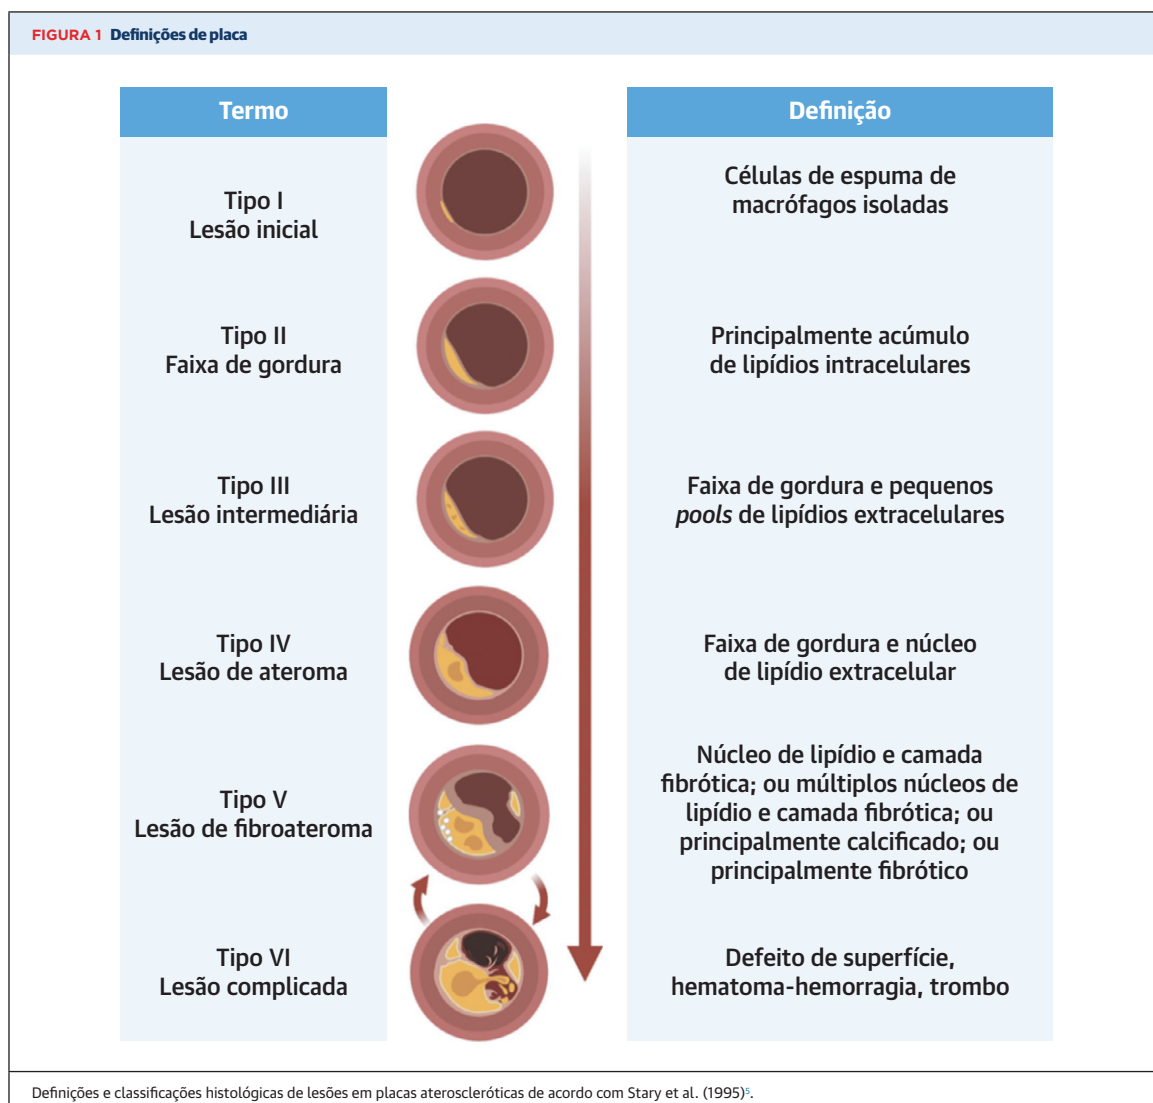 FIGURA 1 Definições de placa
Termo
Definição
Tipo I
Lesão inicial
Células de espuma de
macrófagos isoladas
Tipo II
Faixa de gordura
Principalmente acúmulo
de lipídios intracelulares
Tipo III
Lesão intermediária
Faixa de gordura e pequenos
pools de lipídios extracelulares
Tipo IV
Lesão de ateroma
Faixa de gordura e núcleo
de lipídio extracelular
Tipo V
Lesão de fibroateroma
Núcleo de lipídio e camada
fibrótica; ou múltiplos núcleos de
lipídio e camada fibrótica; ou
principalmente calcificado; ou
principalmente fibrótico
Tipo VI
Lesão complicada
Defeito de superfície,
hematoma-hemorragia, trombo
Definições e classificações histológicas de lesões em placas ateroscleróticas de acordo com Stary et al. (1995)⁵.